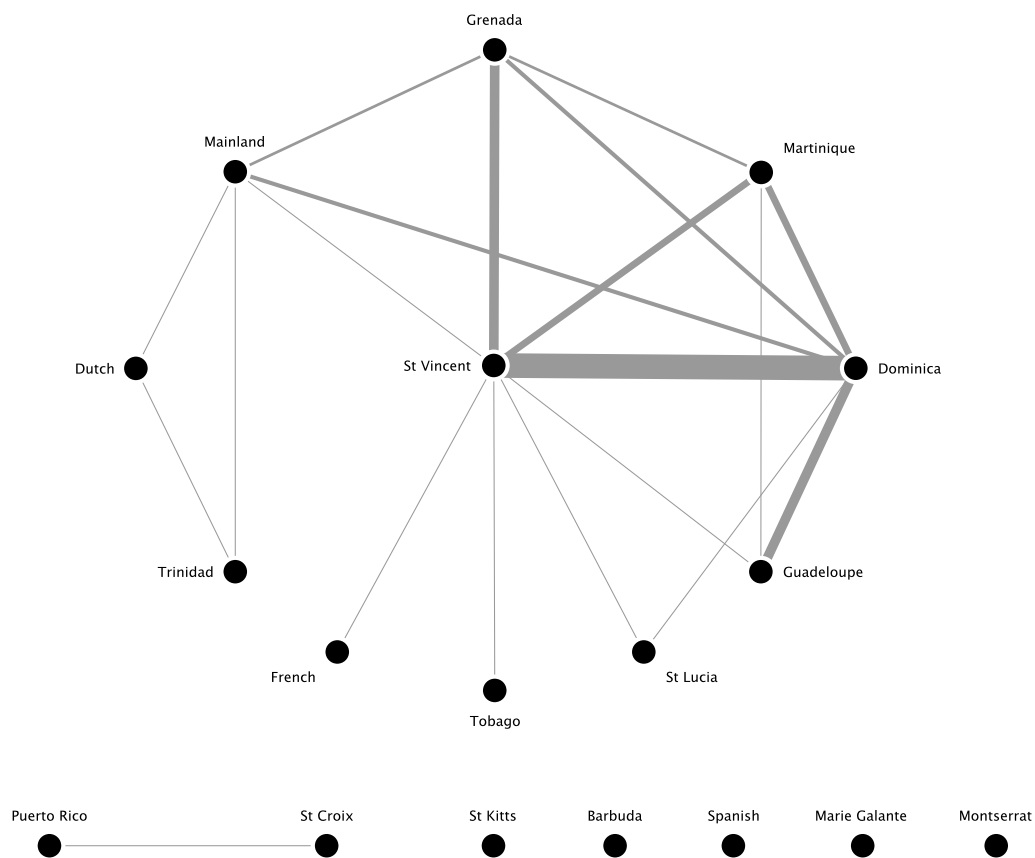 Grenada
Mainland
Martinique
Dutch
St Vincent
Dominica
Trinidad
Guadeloupe
French
St Lucia
Tobago
Puerto Rico
St Croix
St Kitts
Barbuda
Spanish
Marie Galante
Montserrat